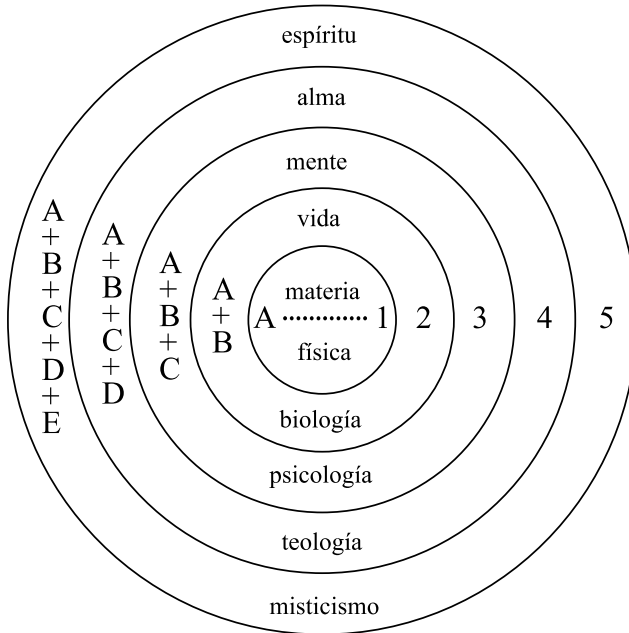 espíritu
alma
mente
vida
materia
A 1 2 3 4 5
física
biología
psicología
teología
misticismo
A
+
B
+
C
+
D
+
E
A
+
B
+
C
+
D
A
+
B
+
C
A
+
B